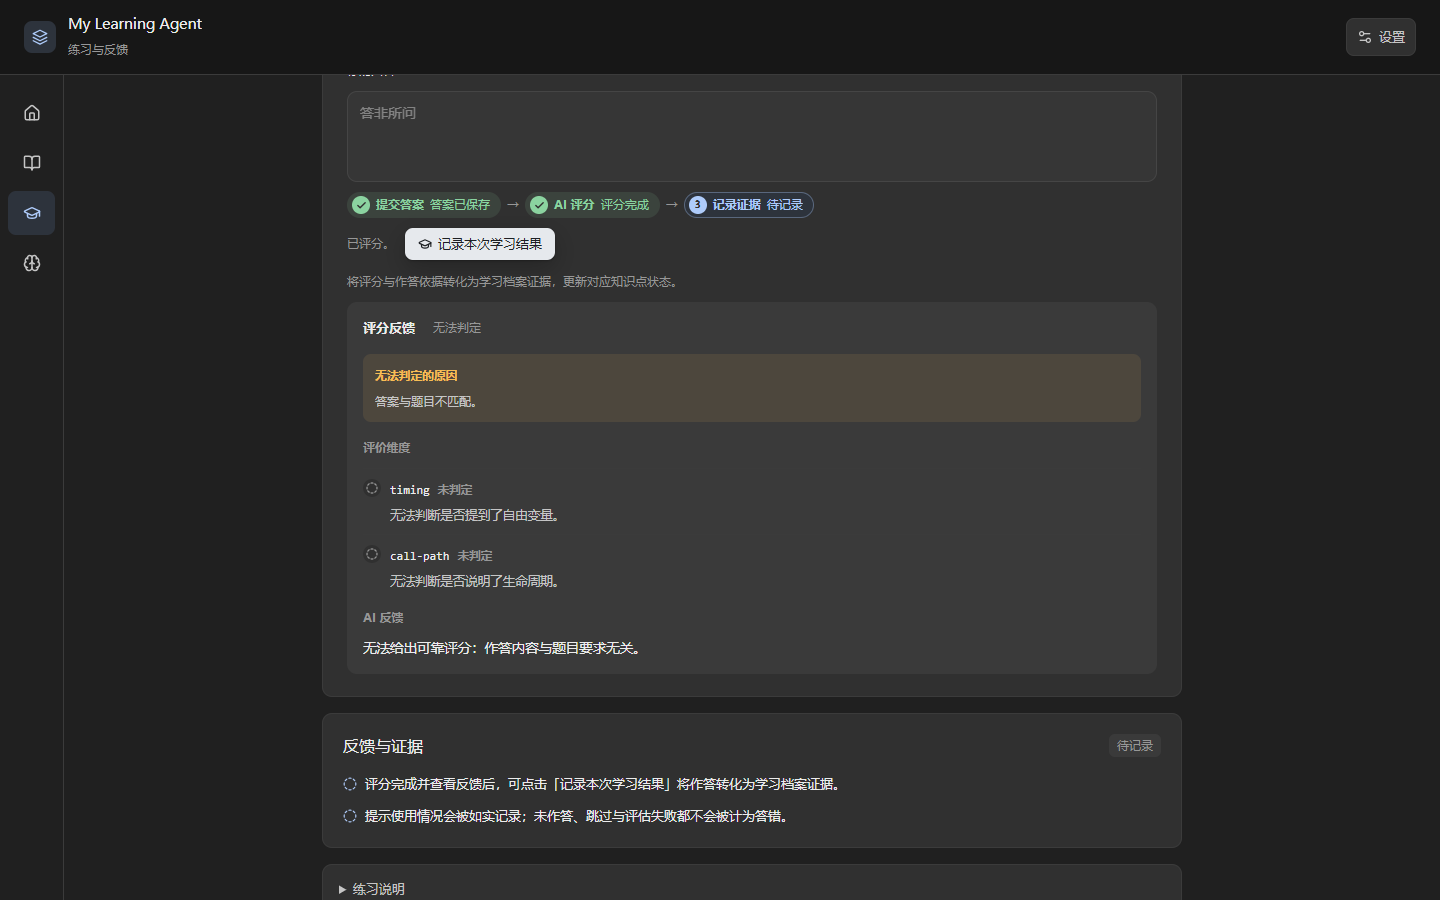 My Learning Agent
练习与反馈
设置
答非所问
提交答案 答案已保存 → AI 评分 评分完成 → 3 记录证据 待记录
已评分。 记录本次学习结果
将评分与作答依据转化为学习档案证据，更新对应知识点状态。
评分反馈 无法判定
无法判定的原因
答案与题目不匹配。
评价维度
timing 未判定
无法判断是否提到了自由变量。
call-path 未判定
无法判断是否说明了生命周期。
AI 反馈
无法给出可靠评分：作答内容与题目要求无关。
反馈与证据
待记录
评分完成并查看反馈后，可点击「记录本次学习结果」将作答转化为学习档案证据。
提示使用情况会被如实记录；未作答、跳过与评估失败都不会被计为答错。
练习说明